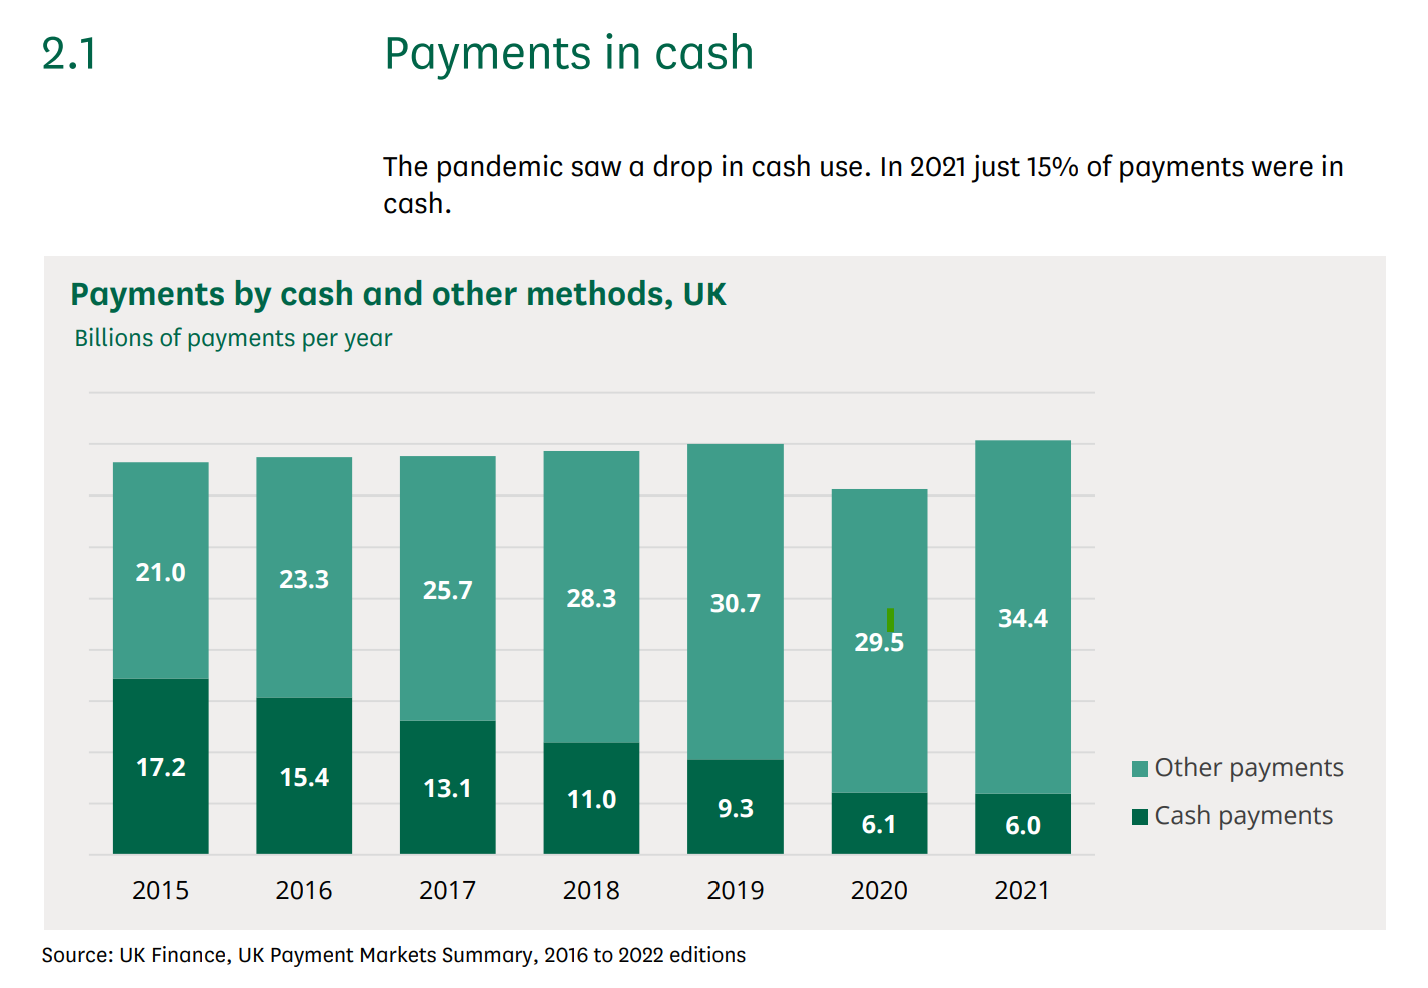 2.1 Payments in cash
The pandemic saw a drop in cash use. In 2021 just 15% of payments were in
cash.
Payments by cash and other methods, UK
Billions of payments per year
21.0 23.3 25.7 28.3 30.7 29.5 34.4
17.2 15.4 13.1 11.0 9.3 6.1 6.0
Other payments
Cash payments
2015 2016 2017 2018 2019 2020 2021
Source: UK Finance, UK Payment Markets Summary, 2016 to 2022 editions